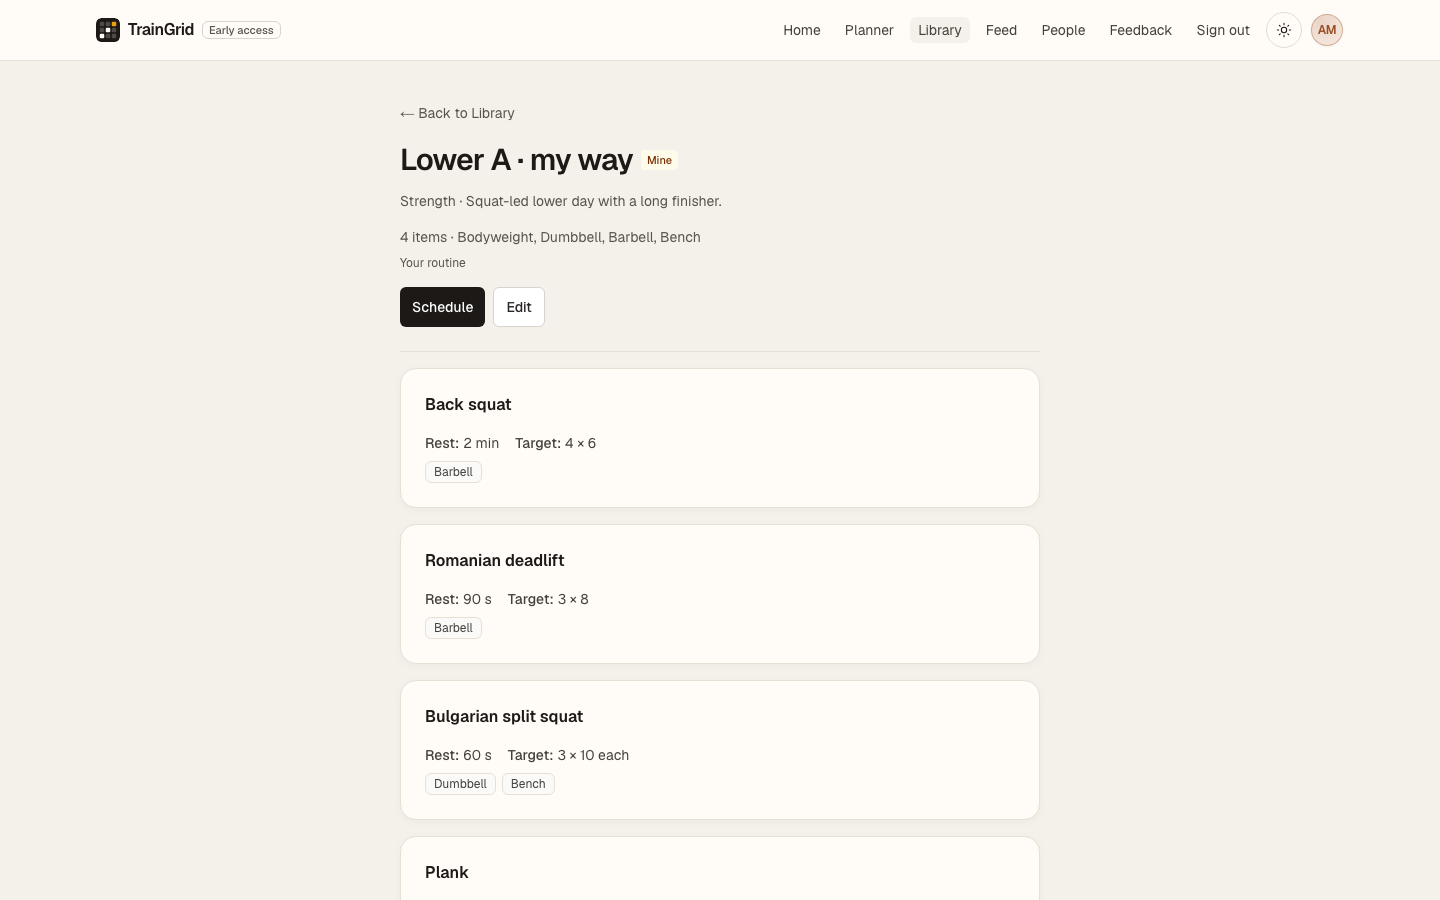 TrainGrid Early access Home Planner Library Feed People Feedback Sign out AM
← Back to Library
Lower A · my way Mine
Strength · Squat-led lower day with a long finisher.
4 items · Bodyweight, Dumbbell, Barbell, Bench
Your routine
Schedule Edit
Back squat
Rest: 2 min Target: 4 × 6
Barbell
Romanian deadlift
Rest: 90 s Target: 3 × 8
Barbell
Bulgarian split squat
Rest: 60 s Target: 3 × 10 each
Dumbbell Bench
Plank